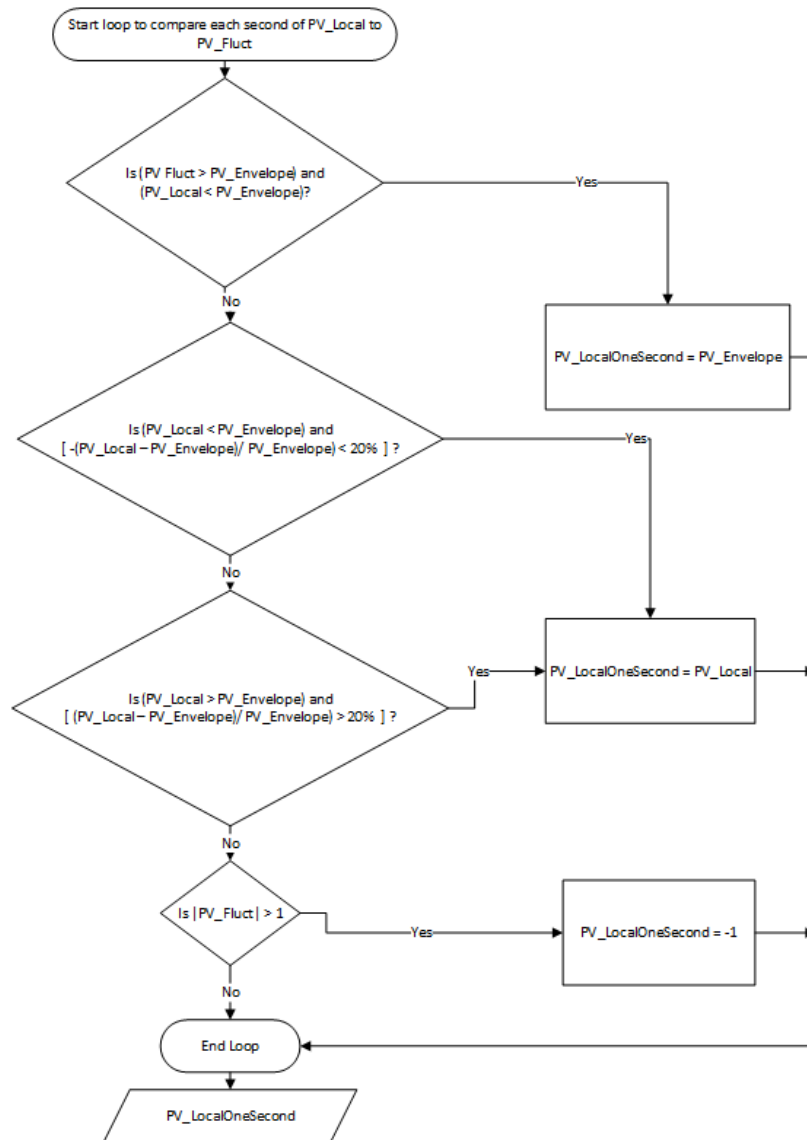 Start loop to compare each second of PV_Local to
PV_Fluct
Is (PV Fluct > PV_Envelope) and
(PV_Local < PV_Envelope)?
Yes
No
PV_LocalOneSecond = PV_Envelope
Is (PV_Local < PV_Envelope) and
[ -(PV_Local – PV_Envelope)/ PV_Envelope) < 20% ] ?
Yes
No
Is (PV_Local > PV_Envelope) and
[ (PV_Local – PV_Envelope)/ PV_Envelope) > 20% ] ?
Yes
PV_LocalOneSecond = PV_Local
No
Is |PV_Fluct| > 1
Yes
PV_LocalOneSecond = -1
No
End Loop
PV_LocalOneSecond